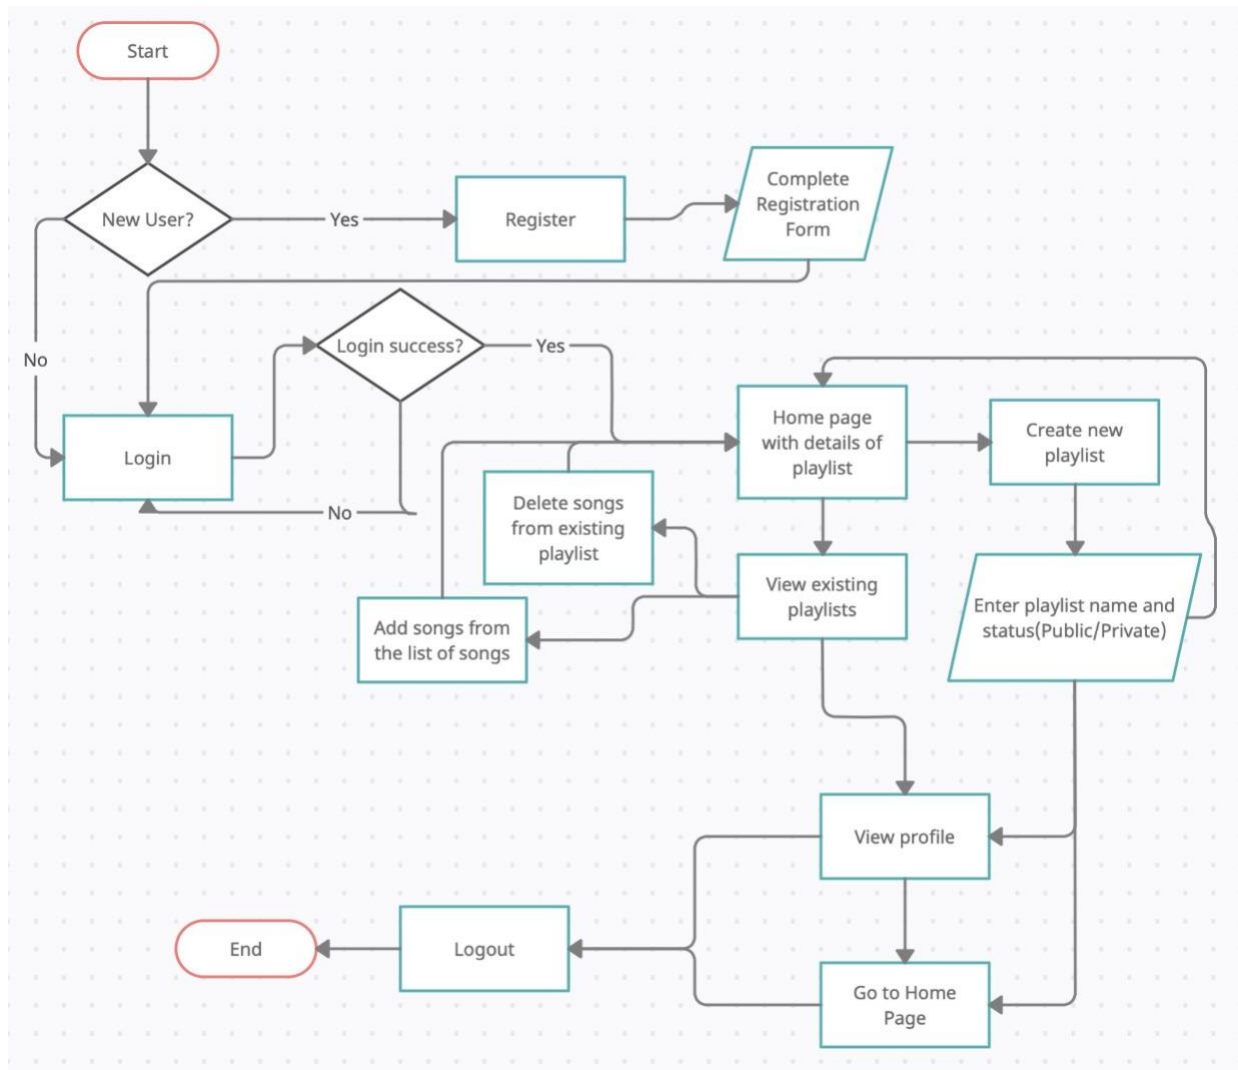 Start
New User?
Yes
Register
Complete
Registration
Form
No
Login success?
Yes
Login
No
Home page
with details of
playlist
Create new
playlist
Delete songs
from existing
playlist
View existing
playlists
Enter playlist name and
status(Public/Private)
Add songs from
the list of songs
View profile
End
Logout
Go to Home
Page